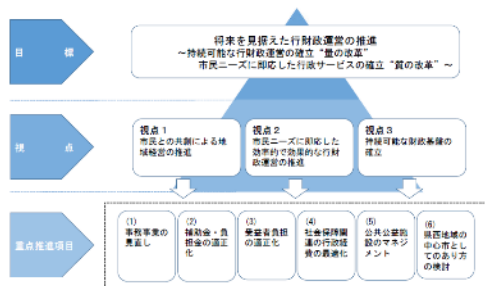 目 標
将来を見据えた行財政運営の推進
～持続可能な行財政運営の確立“量の改革”
市民ニーズに即応した行政サービスの確立“質の改革”～
視 点
視点１
市民との共創による地
域経営の推進
視点２
市民ニーズに即応した
効率的で効果的な行財
政運営の推進
視点３
持続可能な財政基盤の
確立
重点推進項目
(1)
事務事業の
見直し
(2)
補助金・負
担金の適正
化
(3)
受益者負担
の適正化
(4)
社会保障関
連の行政経
費の最適化
(5)
公共公益施
設のマネジ
メント
(6)
県西地域の
中心市とし
てのあり方
の検討